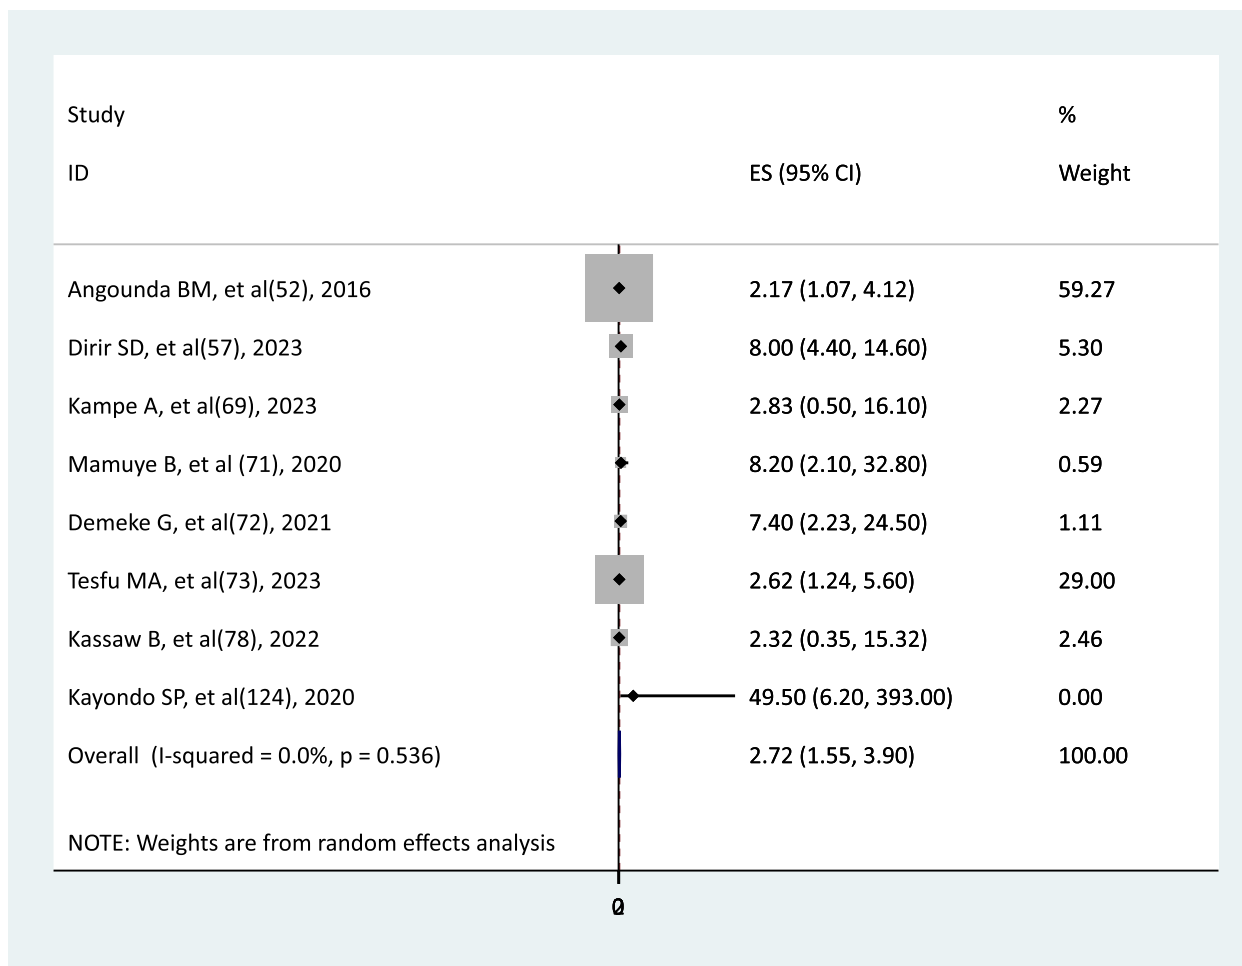 Study %
ID ES (95% CI) Weight
Angounda BM, et al(52), 2016 2.17 (1.07, 4.12) 59.27
Dirir SD, et al(57), 2023 8.00 (4.40, 14.60) 5.30
Kampe A, et al(69), 2023 2.83 (0.50, 16.10) 2.27
Mamuye B, et al (71), 2020 8.20 (2.10, 32.80) 0.59
Demeke G, et al(72), 2021 7.40 (2.23, 24.50) 1.11
Tesfu MA, et al(73), 2023 2.62 (1.24, 5.60) 29.00
Kassaw B, et al(78), 2022 2.32 (0.35, 15.32) 2.46
Kayondo SP, et al(124), 2020 49.50 (6.20, 393.00) 0.00
Overall (I-squared = 0.0%, p = 0.536) 2.72 (1.55, 3.90) 100.00
NOTE: Weights are from random effects analysis